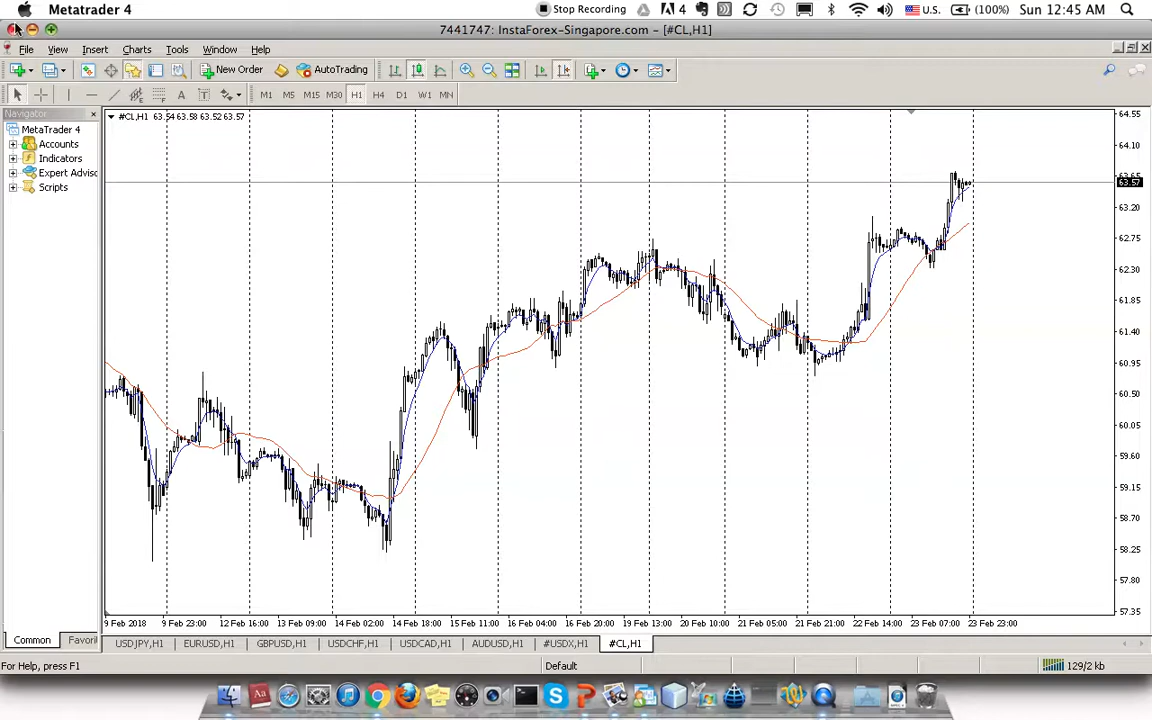 Metatrader 4
Stop Recording
4
U.S.
(100%)
Sun 12:45 AM
7441747: InstaForex-Singapore.com - [#CL,H1]
File View Insert Charts Tools Window Help
New Order
AutoTrading
A T
M1 M5 M15 M30 H1 H4 D1 W1 MN
Navigator
MetaTrader 4
Accounts
Indicators
Expert Adviso
Scripts
Common
Favori
#CL,H1 63.54 63.58 63.52 63.57
64.55
64.10
63.65
63.57
63.20
62.75
62.30
61.85
61.40
60.95
60.50
60.05
59.60
59.15
58.70
58.25
57.80
57.35
9 Feb 2018 9 Feb 23:00 12 Feb 16:00 13 Feb 09:00 14 Feb 02:00 14 Feb 18:00 15 Feb 11:00 16 Feb 04:00 16 Feb 20:00 19 Feb 13:00 20 Feb 10:00 21 Feb 05:00 21 Feb 21:00 22 Feb 14:00 23 Feb 07:00 23 Feb 23:00
USDJPY,H1 EURUSD,H1 GBPUSD,H1 USDCHF,H1 USDCAD,H1 AUDUSD,H1 #USDX,H1 #CL,H1
For Help, press F1
Default
129/2 kb